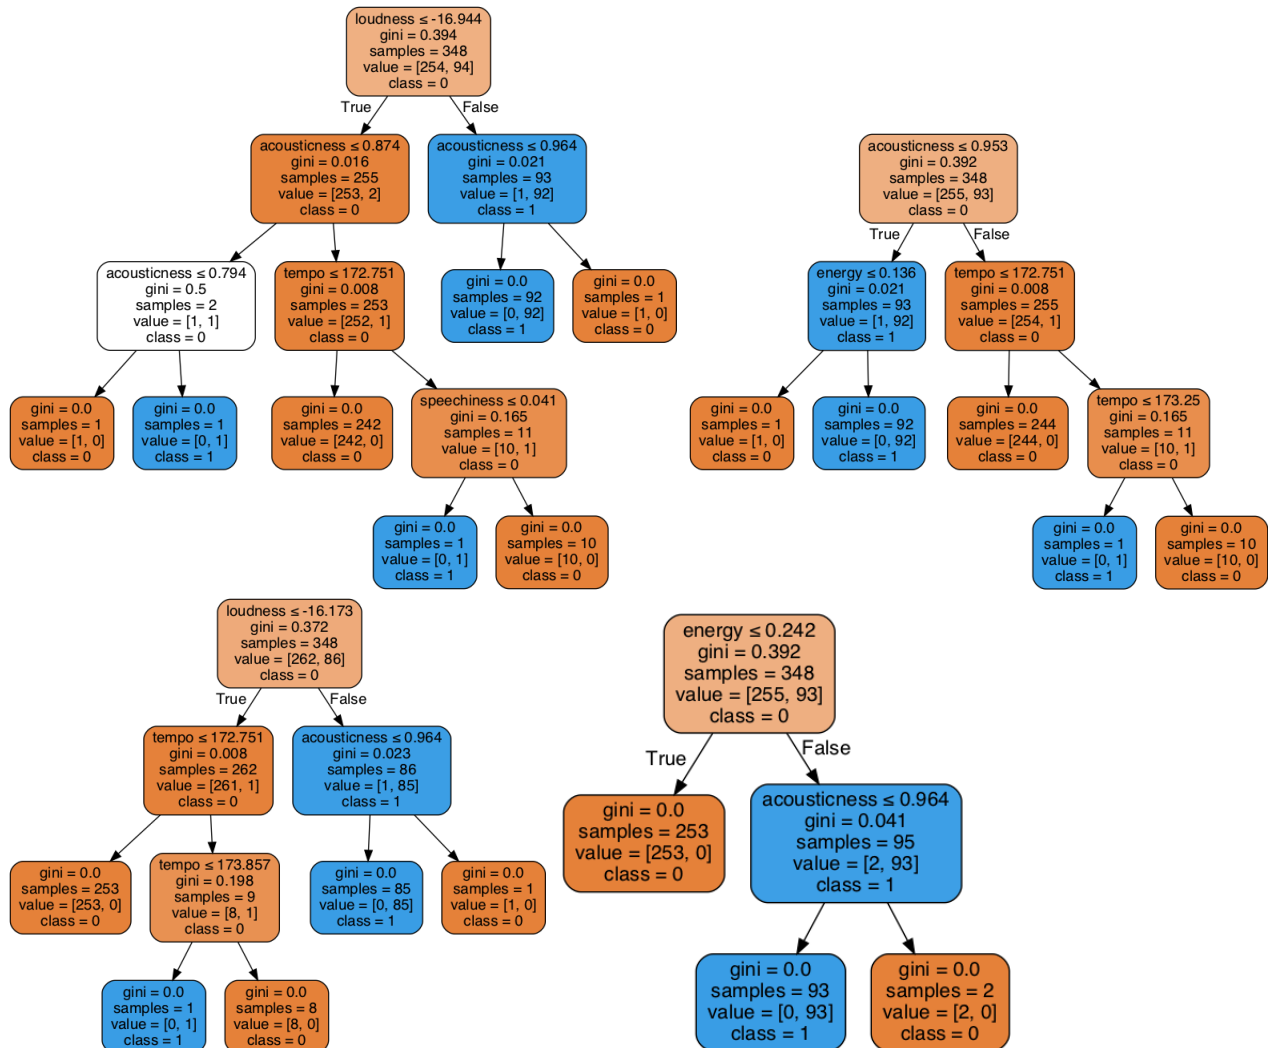 loudness ≤ -16.944
gini = 0.394
samples = 348
value = [254, 94]
class = 0
True
False
acousticness ≤ 0.874
gini = 0.016
samples = 255
value = [253, 2]
class = 0
acousticness ≤ 0.964
gini = 0.021
samples = 93
value = [1, 92]
class = 1
acousticness ≤ 0.794
gini = 0.5
samples = 2
value = [1, 1]
class = 0
tempo ≤ 172.751
gini = 0.008
samples = 253
value = [252, 1]
class = 0
gini = 0.0
samples = 92
value = [0, 92]
class = 1
gini = 0.0
samples = 1
value = [1, 0]
class = 0
gini = 0.0
samples = 1
value = [1, 0]
class = 0
gini = 0.0
samples = 1
value = [0, 1]
class = 1
gini = 0.0
samples = 242
value = [242, 0]
class = 0
speechiness ≤ 0.041
gini = 0.165
samples = 11
value = [10, 1]
class = 0
gini = 0.0
samples = 1
value = [0, 1]
class = 1
gini = 0.0
samples = 10
value = [10, 0]
class = 0
acousticness ≤ 0.953
gini = 0.392
samples = 348
value = [255, 93]
class = 0
True
False
energy ≤ 0.136
gini = 0.021
samples = 93
value = [1, 92]
class = 1
tempo ≤ 172.751
gini = 0.008
samples = 255
value = [254, 1]
class = 0
gini = 0.0
samples = 1
value = [1, 0]
class = 0
gini = 0.0
samples = 92
value = [0, 92]
class = 1
gini = 0.0
samples = 244
value = [244, 0]
class = 0
tempo ≤ 173.25
gini = 0.165
samples = 11
value = [10, 1]
class = 0
gini = 0.0
samples = 1
value = [0, 1]
class = 1
gini = 0.0
samples = 10
value = [10, 0]
class = 0
loudness ≤ -16.173
gini = 0.372
samples = 348
value = [262, 86]
class = 0
True
False
tempo ≤ 172.751
gini = 0.008
samples = 262
value = [261, 1]
class = 0
acousticness ≤ 0.964
gini = 0.023
samples = 86
value = [1, 85]
class = 1
gini = 0.0
samples = 253
value = [253, 0]
class = 0
tempo ≤ 173.857
gini = 0.198
samples = 9
value = [8, 1]
class = 0
gini = 0.0
samples = 85
value = [0, 85]
class = 1
gini = 0.0
samples = 1
value = [1, 0]
class = 0
gini = 0.0
samples = 1
value = [0, 1]
class = 1
gini = 0.0
samples = 8
value = [8, 0]
class = 0
energy ≤ 0.242
gini = 0.392
samples = 348
value = [255, 93]
class = 0
True
False
gini = 0.0
samples = 253
value = [253, 0]
class = 0
acousticness ≤ 0.964
gini = 0.041
samples = 95
value = [2, 93]
class = 1
gini = 0.0
samples = 93
value = [0, 93]
class = 1
gini = 0.0
samples = 2
value = [2, 0]
class = 0